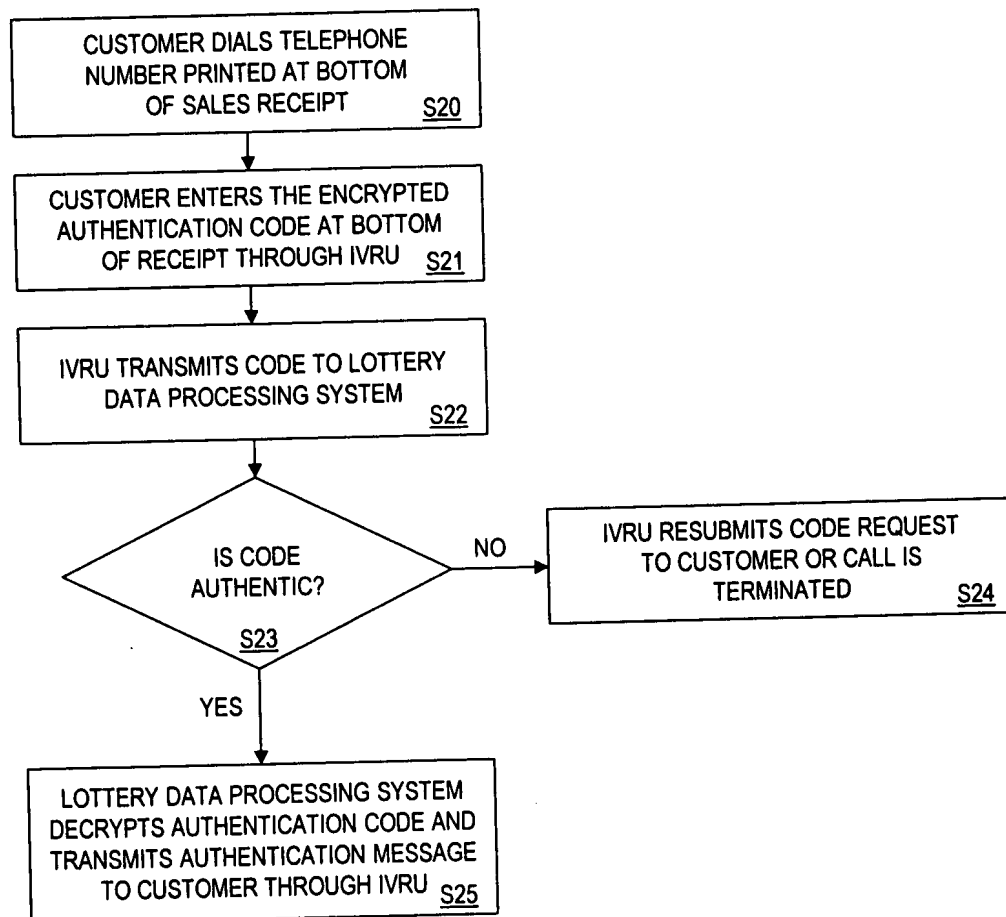 CUSTOMER DIALS TELEPHONE
NUMBER PRINTED AT BOTTOM
OF SALES RECEIPT
S20
CUSTOMER ENTERS THE ENCRYPTED
AUTHENTICATION CODE AT BOTTOM
OF RECEIPT THROUGH IVRU
S21
IVRU TRANSMITS CODE TO LOTTERY
DATA PROCESSING SYSTEM
S22
IS CODE
AUTHENTIC?
S23
NO
IVRU RESUBMITS CODE REQUEST
TO CUSTOMER OR CALL IS
TERMINATED
S24
YES
LOTTERY DATA PROCESSING SYSTEM
DECRYPTS AUTHENTICATION CODE AND
TRANSMITS AUTHENTICATION MESSAGE
TO CUSTOMER THROUGH IVRU
S25